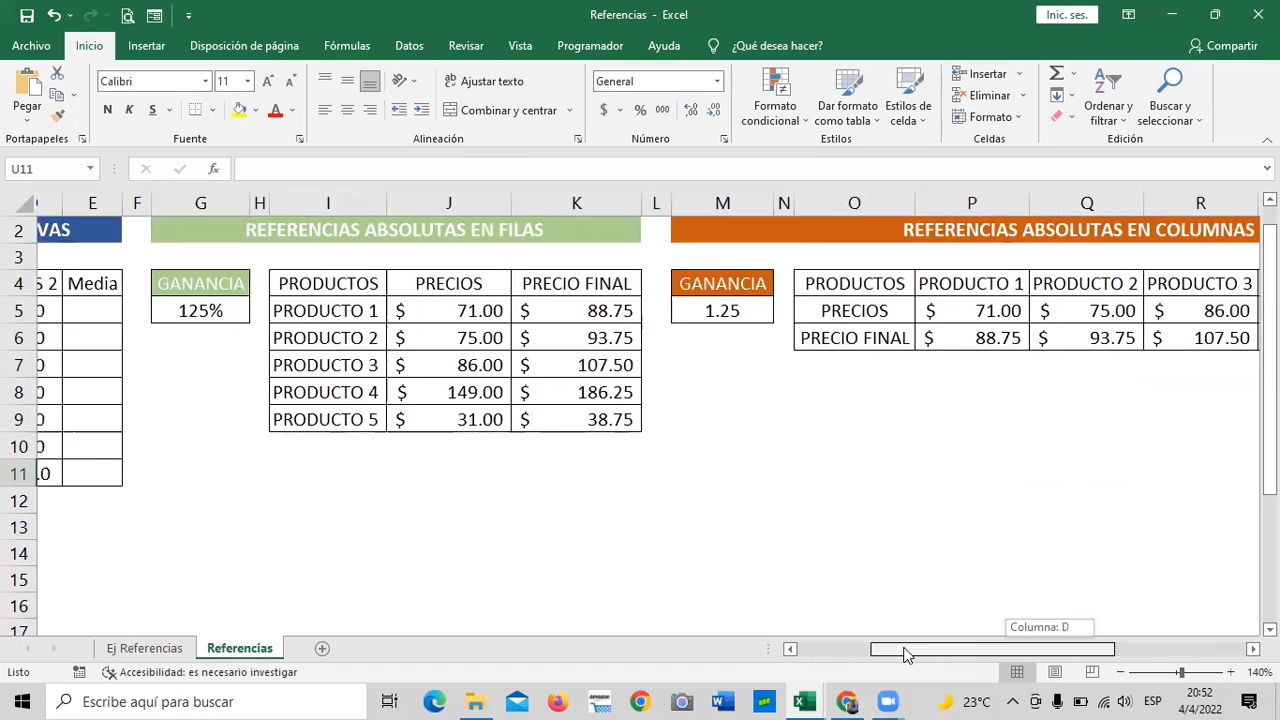 Referencias - Excel
Inic. ses.
Archivo Inicio Insertar Disposición de página Fórmulas Datos Revisar Vista Programador Ayuda ¿Qué desea hacer? Compartir
Pegar
Calibri 11
N K S
Ajustar texto
Combinar y centrar
General
$ % 000
Formato condicional
Dar formato como tabla
Estilos de celda
Insertar
Eliminar
Formato
Ordenar y filtrar
Buscar y seleccionar
Portapapeles Fuente Alineación Número Estilos Celdas Edición
U11 fx
E F G H I J K L M N O P Q R
2 VAS REFERENCIAS ABSOLUTAS EN FILAS REFERENCIAS ABSOLUTAS EN COLUMNAS
3
4 S 2 Media GANANCIA PRODUCTOS PRECIOS PRECIO FINAL GANANCIA PRODUCTOS PRODUCTO 1 PRODUCTO 2 PRODUCTO 3
5 0 125% PRODUCTO 1 $ 71.00 $ 88.75 1.25 PRECIOS $ 71.00 $ 75.00 $ 86.00
6 0 PRODUCTO 2 $ 75.00 $ 93.75 PRECIO FINAL $ 88.75 $ 93.75 $ 107.50
7 0 PRODUCTO 3 $ 86.00 $ 107.50
8 0 PRODUCTO 4 $ 149.00 $ 186.25
9 0 PRODUCTO 5 $ 31.00 $ 38.75
10 0
11 .0
12
13
14
15
16
17
Columna: D
Ej Referencias Referencias
Listo Accesibilidad: es necesario investigar 140%
Escribe aquí para buscar
23°C ESP
20:52
4/4/2022